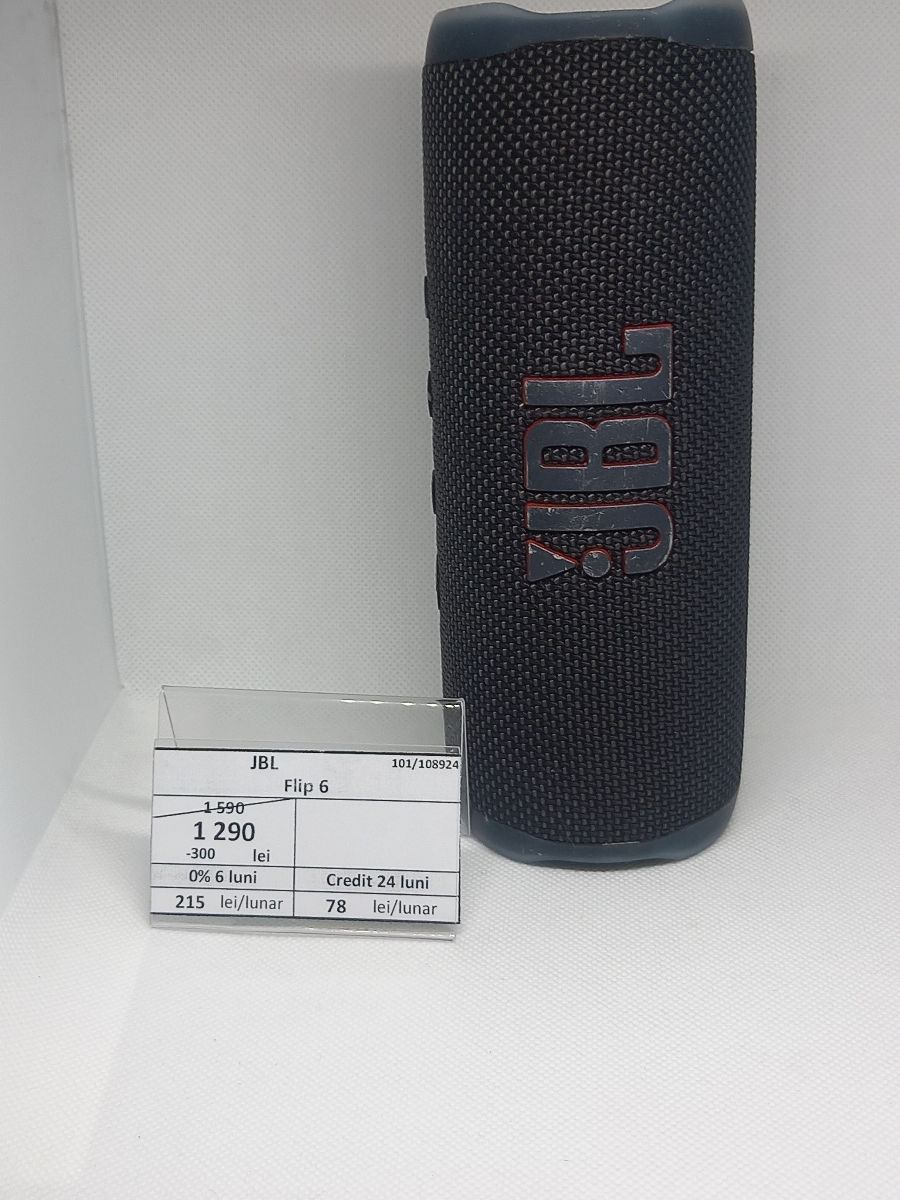 JBL
JBL 101/108924
Flip 6
1 590
1 290
-300 lei
0% 6 luni Credit 24 luni
215 lei/lunar 78 lei/lunar